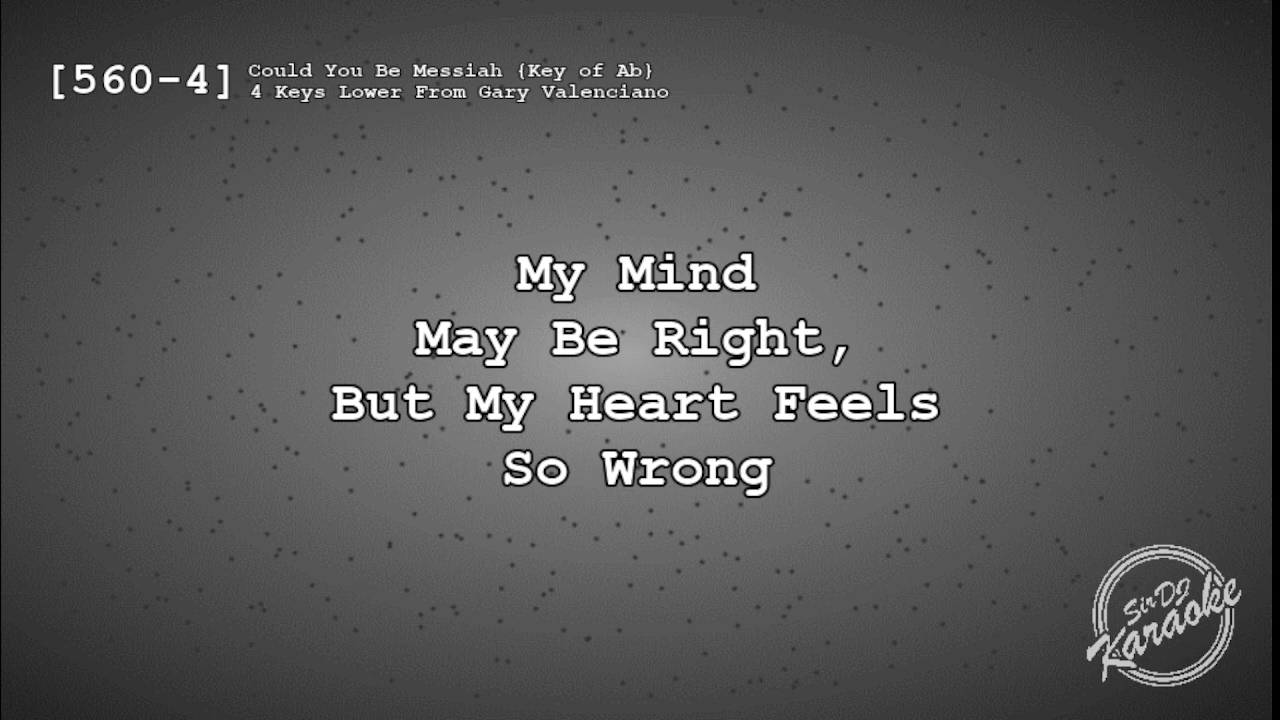 [560-4]
Could You Be Messiah {Key of Ab}
4 Keys Lower From Gary Valenciano
My Mind
May Be Right,
But My Heart Feels
So Wrong
Sir DJ
Karaoke